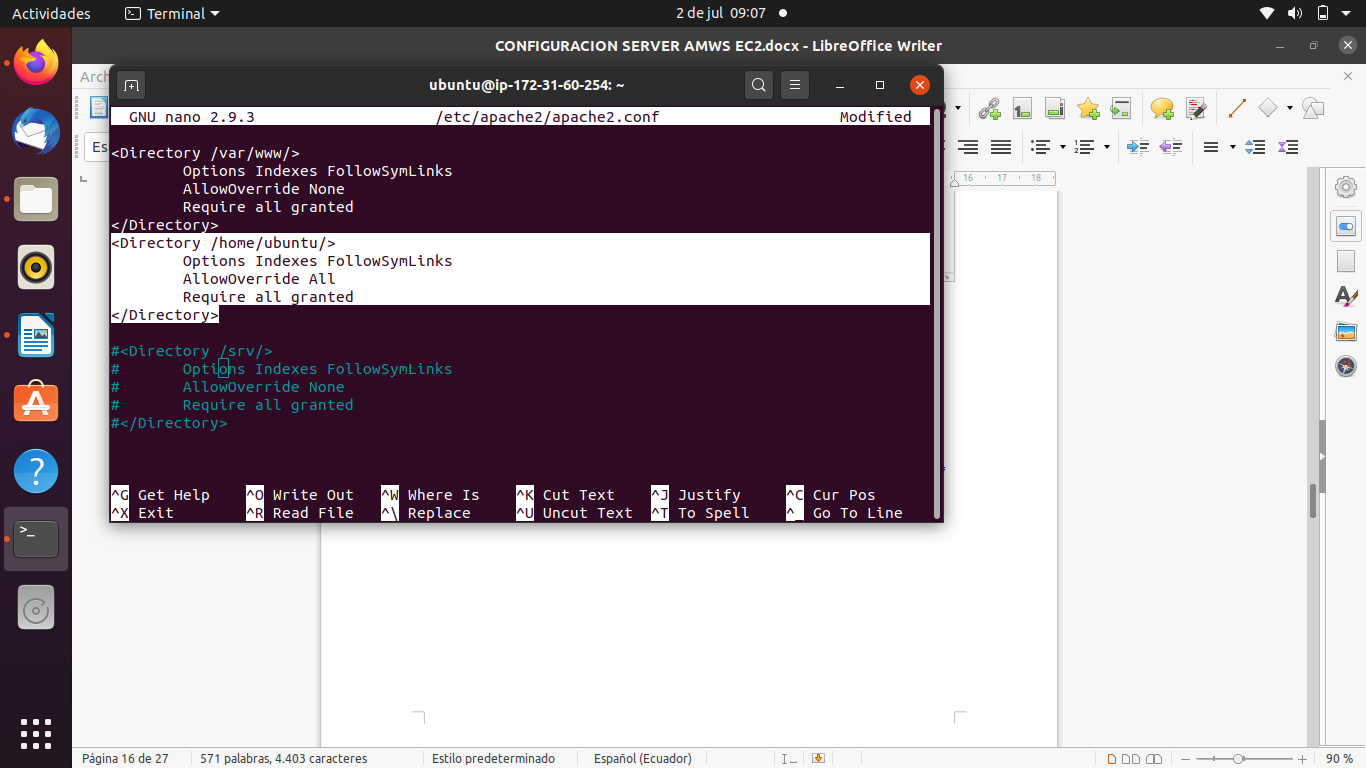 Actividades
Terminal
2 de jul 09:07
CONFIGURACION SERVER AMWS EC2.docx - LibreOffice Writer
Arch
ubuntu@ip-172-31-60-254: ~
GNU nano 2.9.3 /etc/apache2/apache2.conf Modified
<Directory /var/www/>
Options Indexes FollowSymLinks
AllowOverride None
Require all granted
</Directory>
<Directory /home/ubuntu/>
Options Indexes FollowSymLinks
AllowOverride All
Require all granted
</Directory>
#<Directory /srv/>
# Options Indexes FollowSymLinks
# AllowOverride None
# Require all granted
#</Directory>
^G Get Help ^O Write Out ^W Where Is ^K Cut Text ^J Justify ^C Cur Pos
^X Exit ^R Read File ^\ Replace ^U Uncut Text ^T To Spell ^_ Go To Line
Es
16 17 18
Página 16 de 27 571 palabras, 4.403 caracteres Estilo predeterminado Español (Ecuador) 90 %